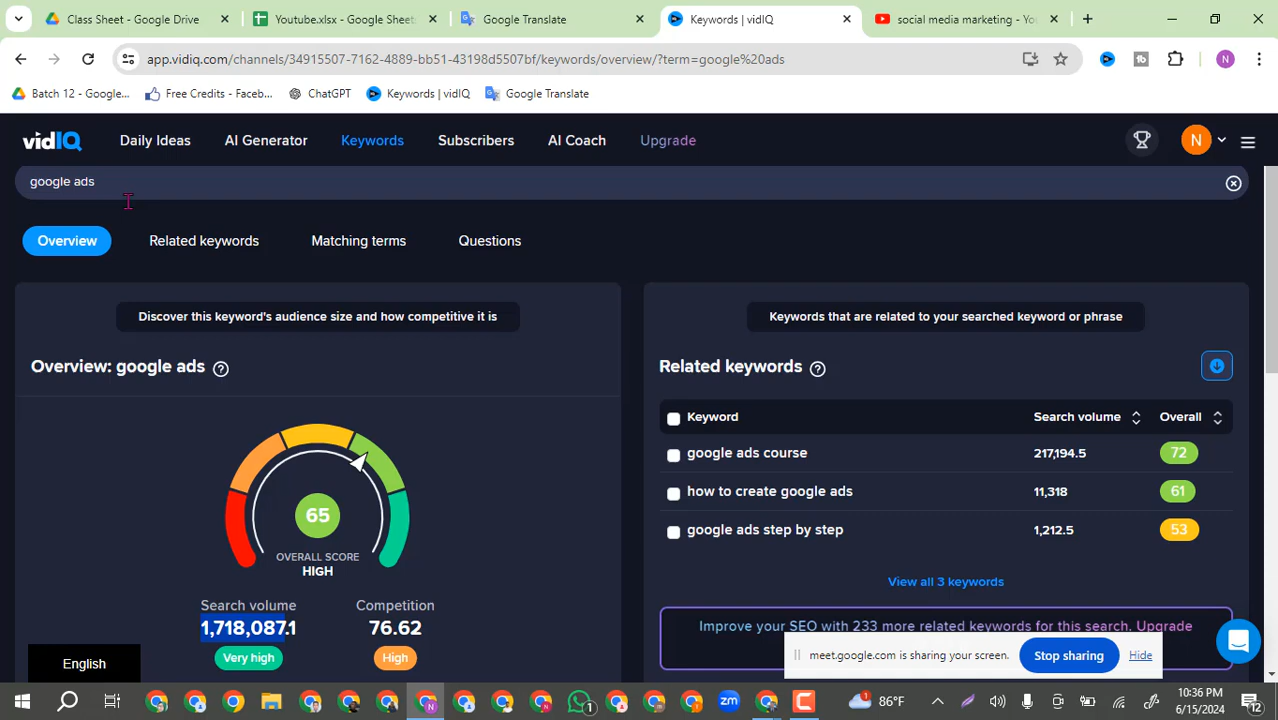 Class Sheet - Google Drive
Youtube.xlsx - Google Sheets
Google Translate
Keywords | vidIQ
social media marketing - You
app.vidiq.com/channels/34915507-7162-4889-bb51-43198d5507bf/keywords/overview/?term=google%20ads
N
Batch 12 - Google...
Free Credits - Faceb...
ChatGPT
Keywords | vidIQ
Google Translate
vidIQ
Daily Ideas
AI Generator
Keywords
Subscribers
AI Coach
Upgrade
N
google ads
Overview
Related keywords
Matching terms
Questions
Discover this keyword's audience size and how competitive it is
Keywords that are related to your searched keyword or phrase
Overview: google ads ?
Related keywords ?
Keyword
Search volume
Overall
google ads course
217,194.5
72
how to create google ads
11,318
61
google ads step by step
1,212.5
53
View all 3 keywords
65
OVERALL SCORE
HIGH
Search volume
1,718,087.1
Very high
Competition
76.62
High
Improve your SEO with 233 more related keywords for this search. Upgrade
English
meet.google.com is sharing your screen.
Stop sharing
Hide
1
zm
1
86°F
10:36 PM
6/15/2024
12